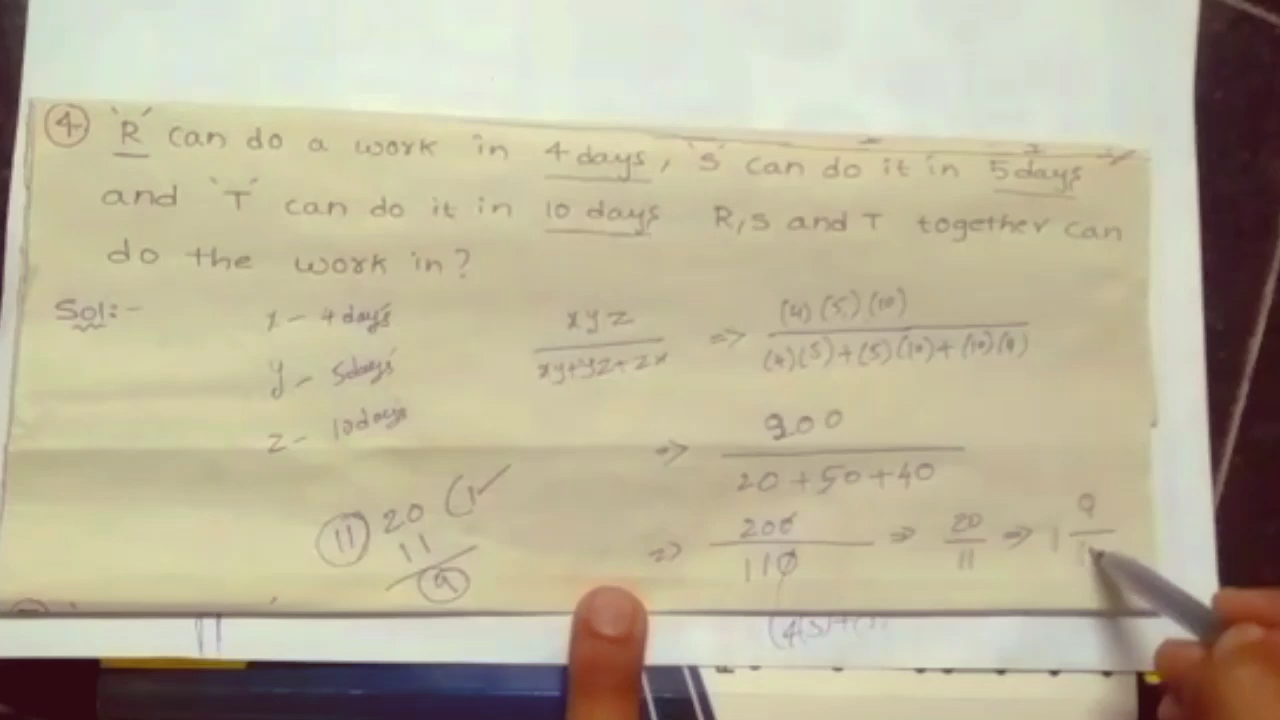 4 'R' can do a work in 4 days, 'S' can do it in 5 days
and 'T' can do it in 10 days R, S and T together can
do the work in?
Sol:-
x - 4 days
y - 5 days
z - 10 days
xyz / xy+yz+zx => (4)(5)(10) / (4)(5)+(5)(10)+(10)(4)
=> 200 / 20+50+40
=> 200 / 110 => 20 / 11 => 1 9 /
11) 20 (1
11
9